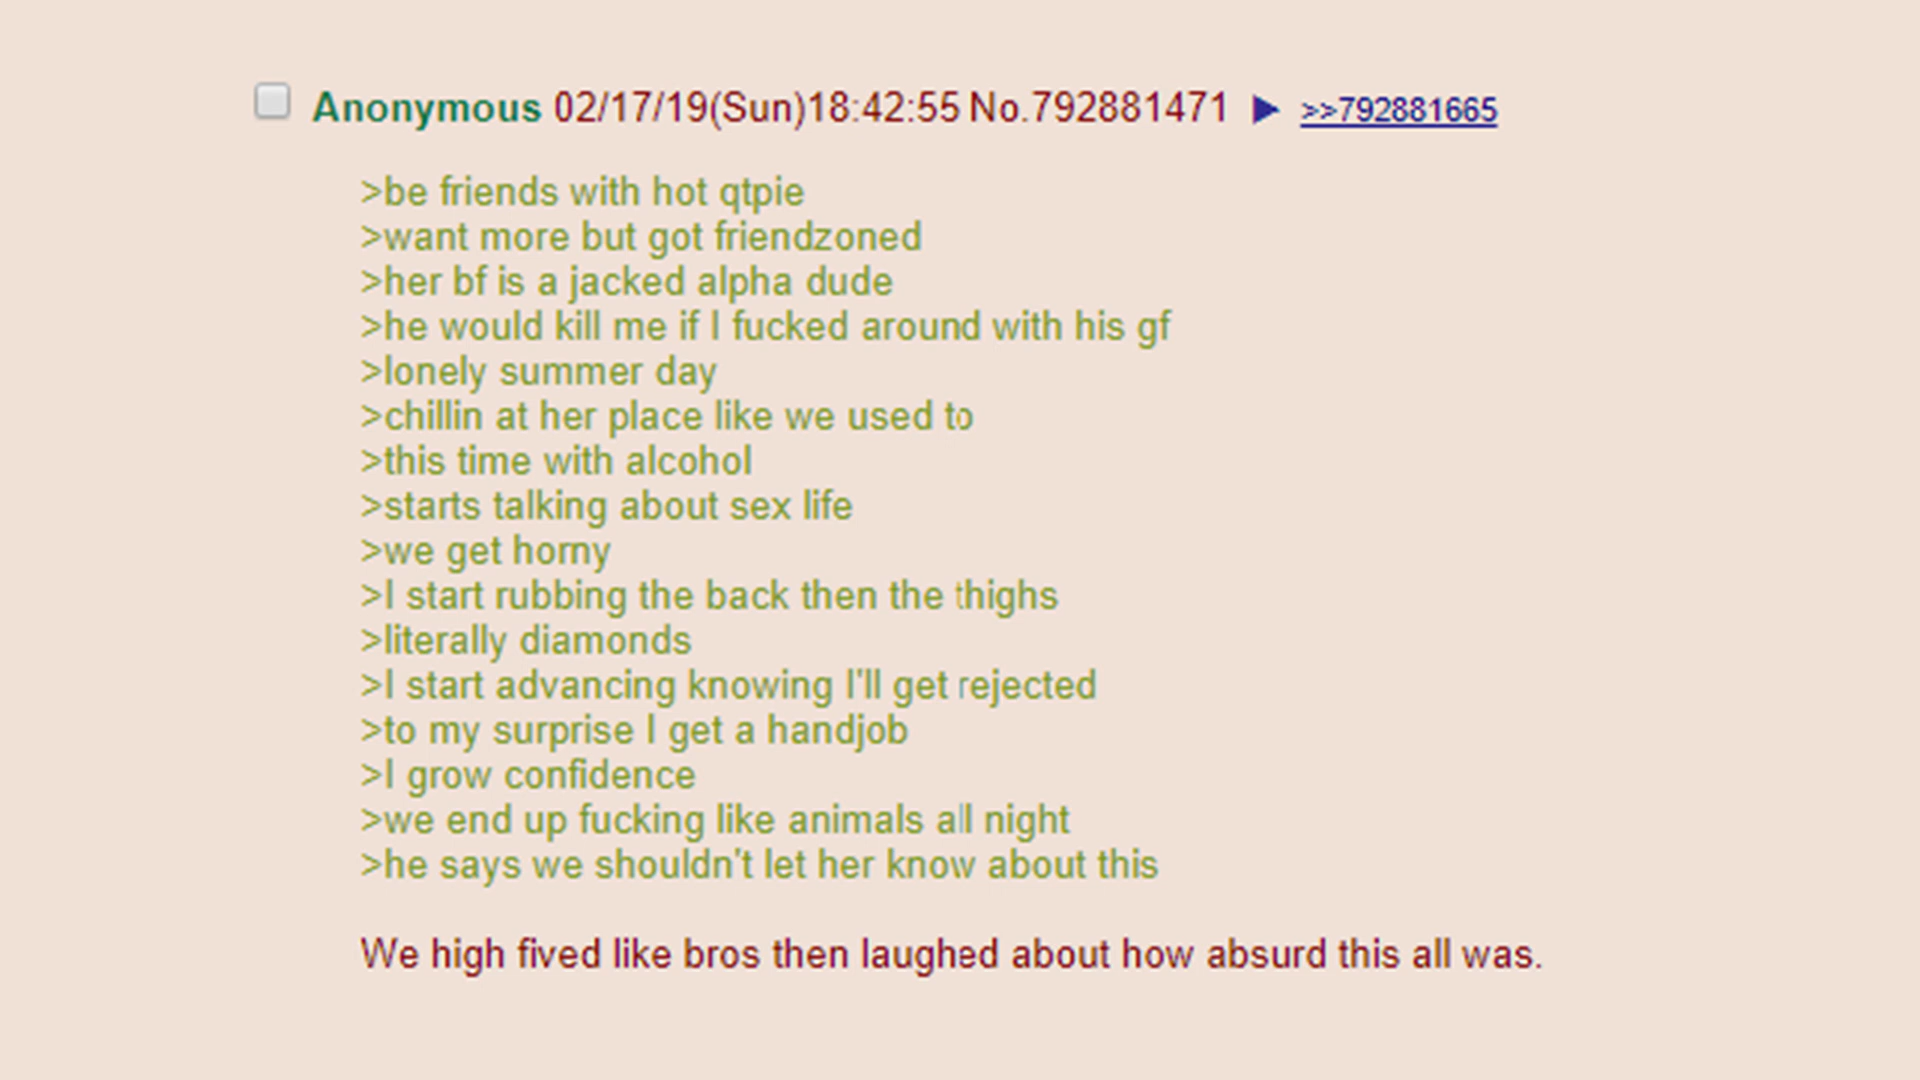 Anonymous 02/17/19(Sun)18:42:55 No.792881471 ▶ >>792881665
>be friends with hot qtpie
>want more but got friendzoned
>her bf is a jacked alpha dude
>he would kill me if I fucked around with his gf
>lonely summer day
>chillin at her place like we used to
>this time with alcohol
>starts talking about sex life
>we get horny
>I start rubbing the back then the thighs
>literally diamonds
>I start advancing knowing I'll get rejected
>to my surprise I get a handjob
>I grow confidence
>we end up fucking like animals all night
>he says we shouldn't let her know about this
We high fived like bros then laughed about how absurd this all was.